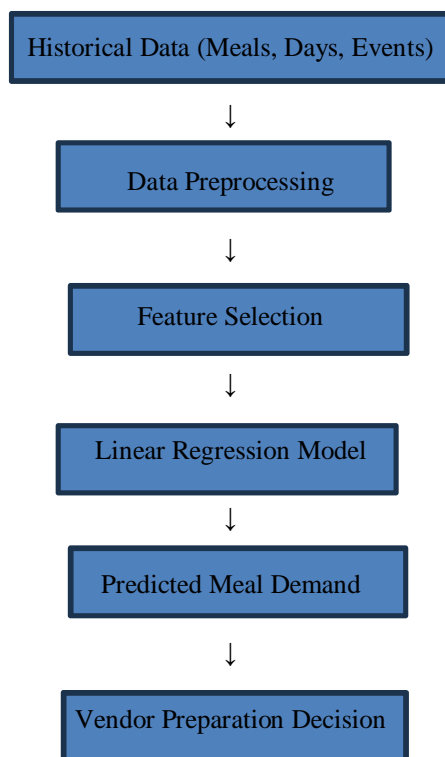 Historical Data (Meals, Days, Events)
↓
Data Preprocessing
↓
Feature Selection
↓
Linear Regression Model
↓
Predicted Meal Demand
↓
Vendor Preparation Decision